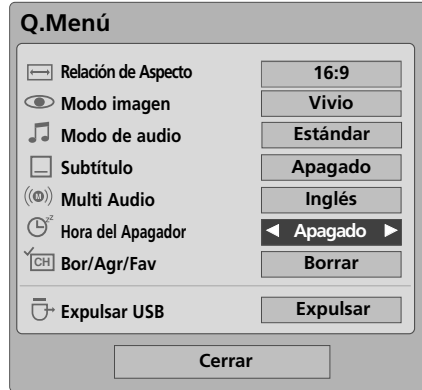 Q.Menú
Relación de Aspecto 16:9
Modo imagen Vivio
Modo de audio Estándar
Subtítulo Apagado
Multi Audio Inglés
Hora del Apagador ◀ Apagado ▶
Bor/Agr/Fav Borrar
Expulsar USB Expulsar
Cerrar